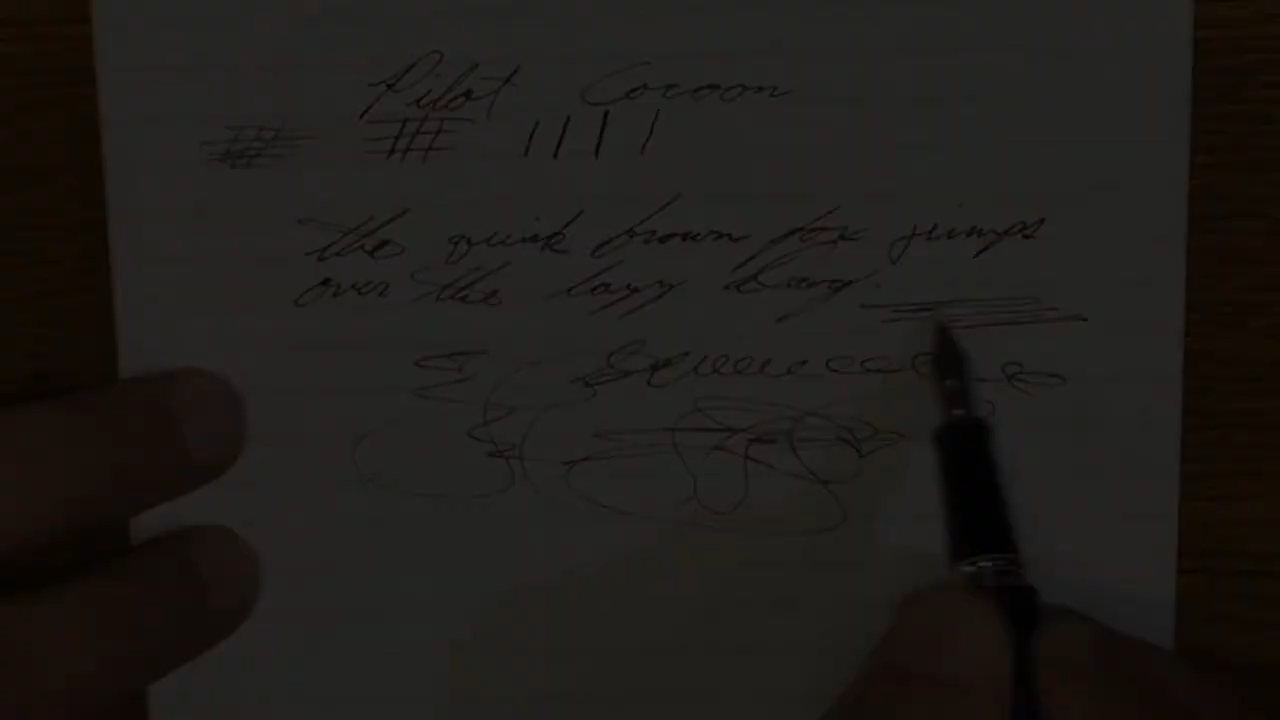 Pilot Cocoon
the quick brown fox jumps
over the lazy dog.